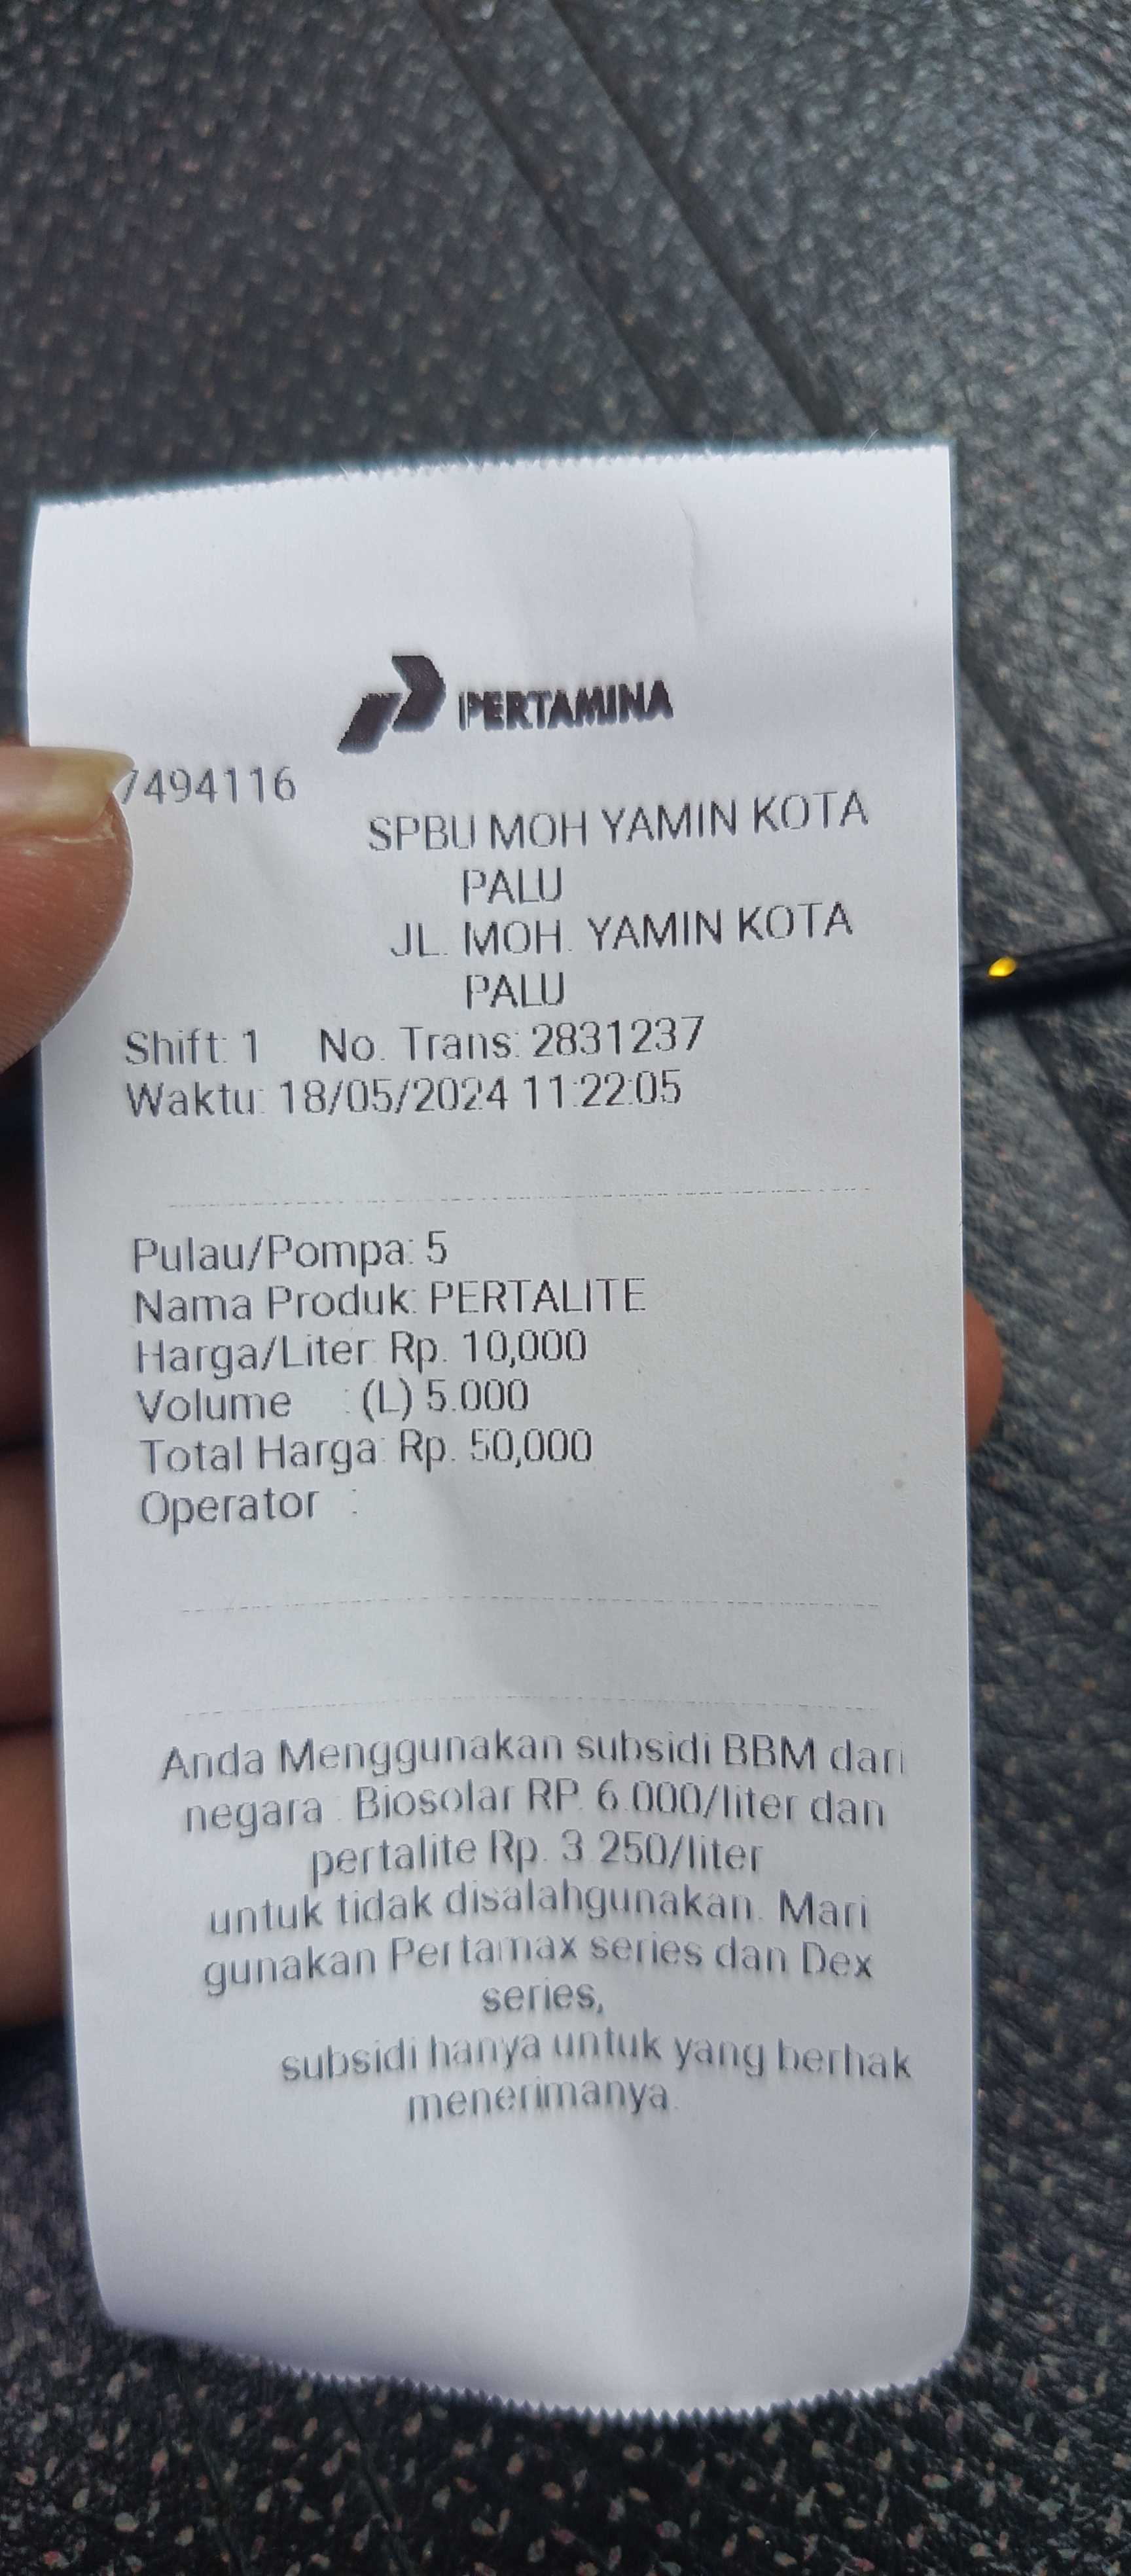 PERTAMINA
7494116
SPBU MOH YAMIN KOTA
PALU
JL. MOH. YAMIN KOTA
PALU
Shift: 1 No. Trans: 2831237
Waktu: 18/05/2024 11:22:05
Pulau/Pompa: 5
Nama Produk: PERTALITE
Harga/Liter: Rp. 10,000
Volume : (L) 5.000
Total Harga: Rp. 50,000
Operator :
Anda Menggunakan subsidi BBM dari
negara : Biosolar RP. 6.000/liter dan
pertalite Rp. 3.250/liter
untuk tidak disalahgunakan. Mari
gunakan Pertamax series dan Dex
series,
subsidi hanya untuk yang berhak
menerimanya.